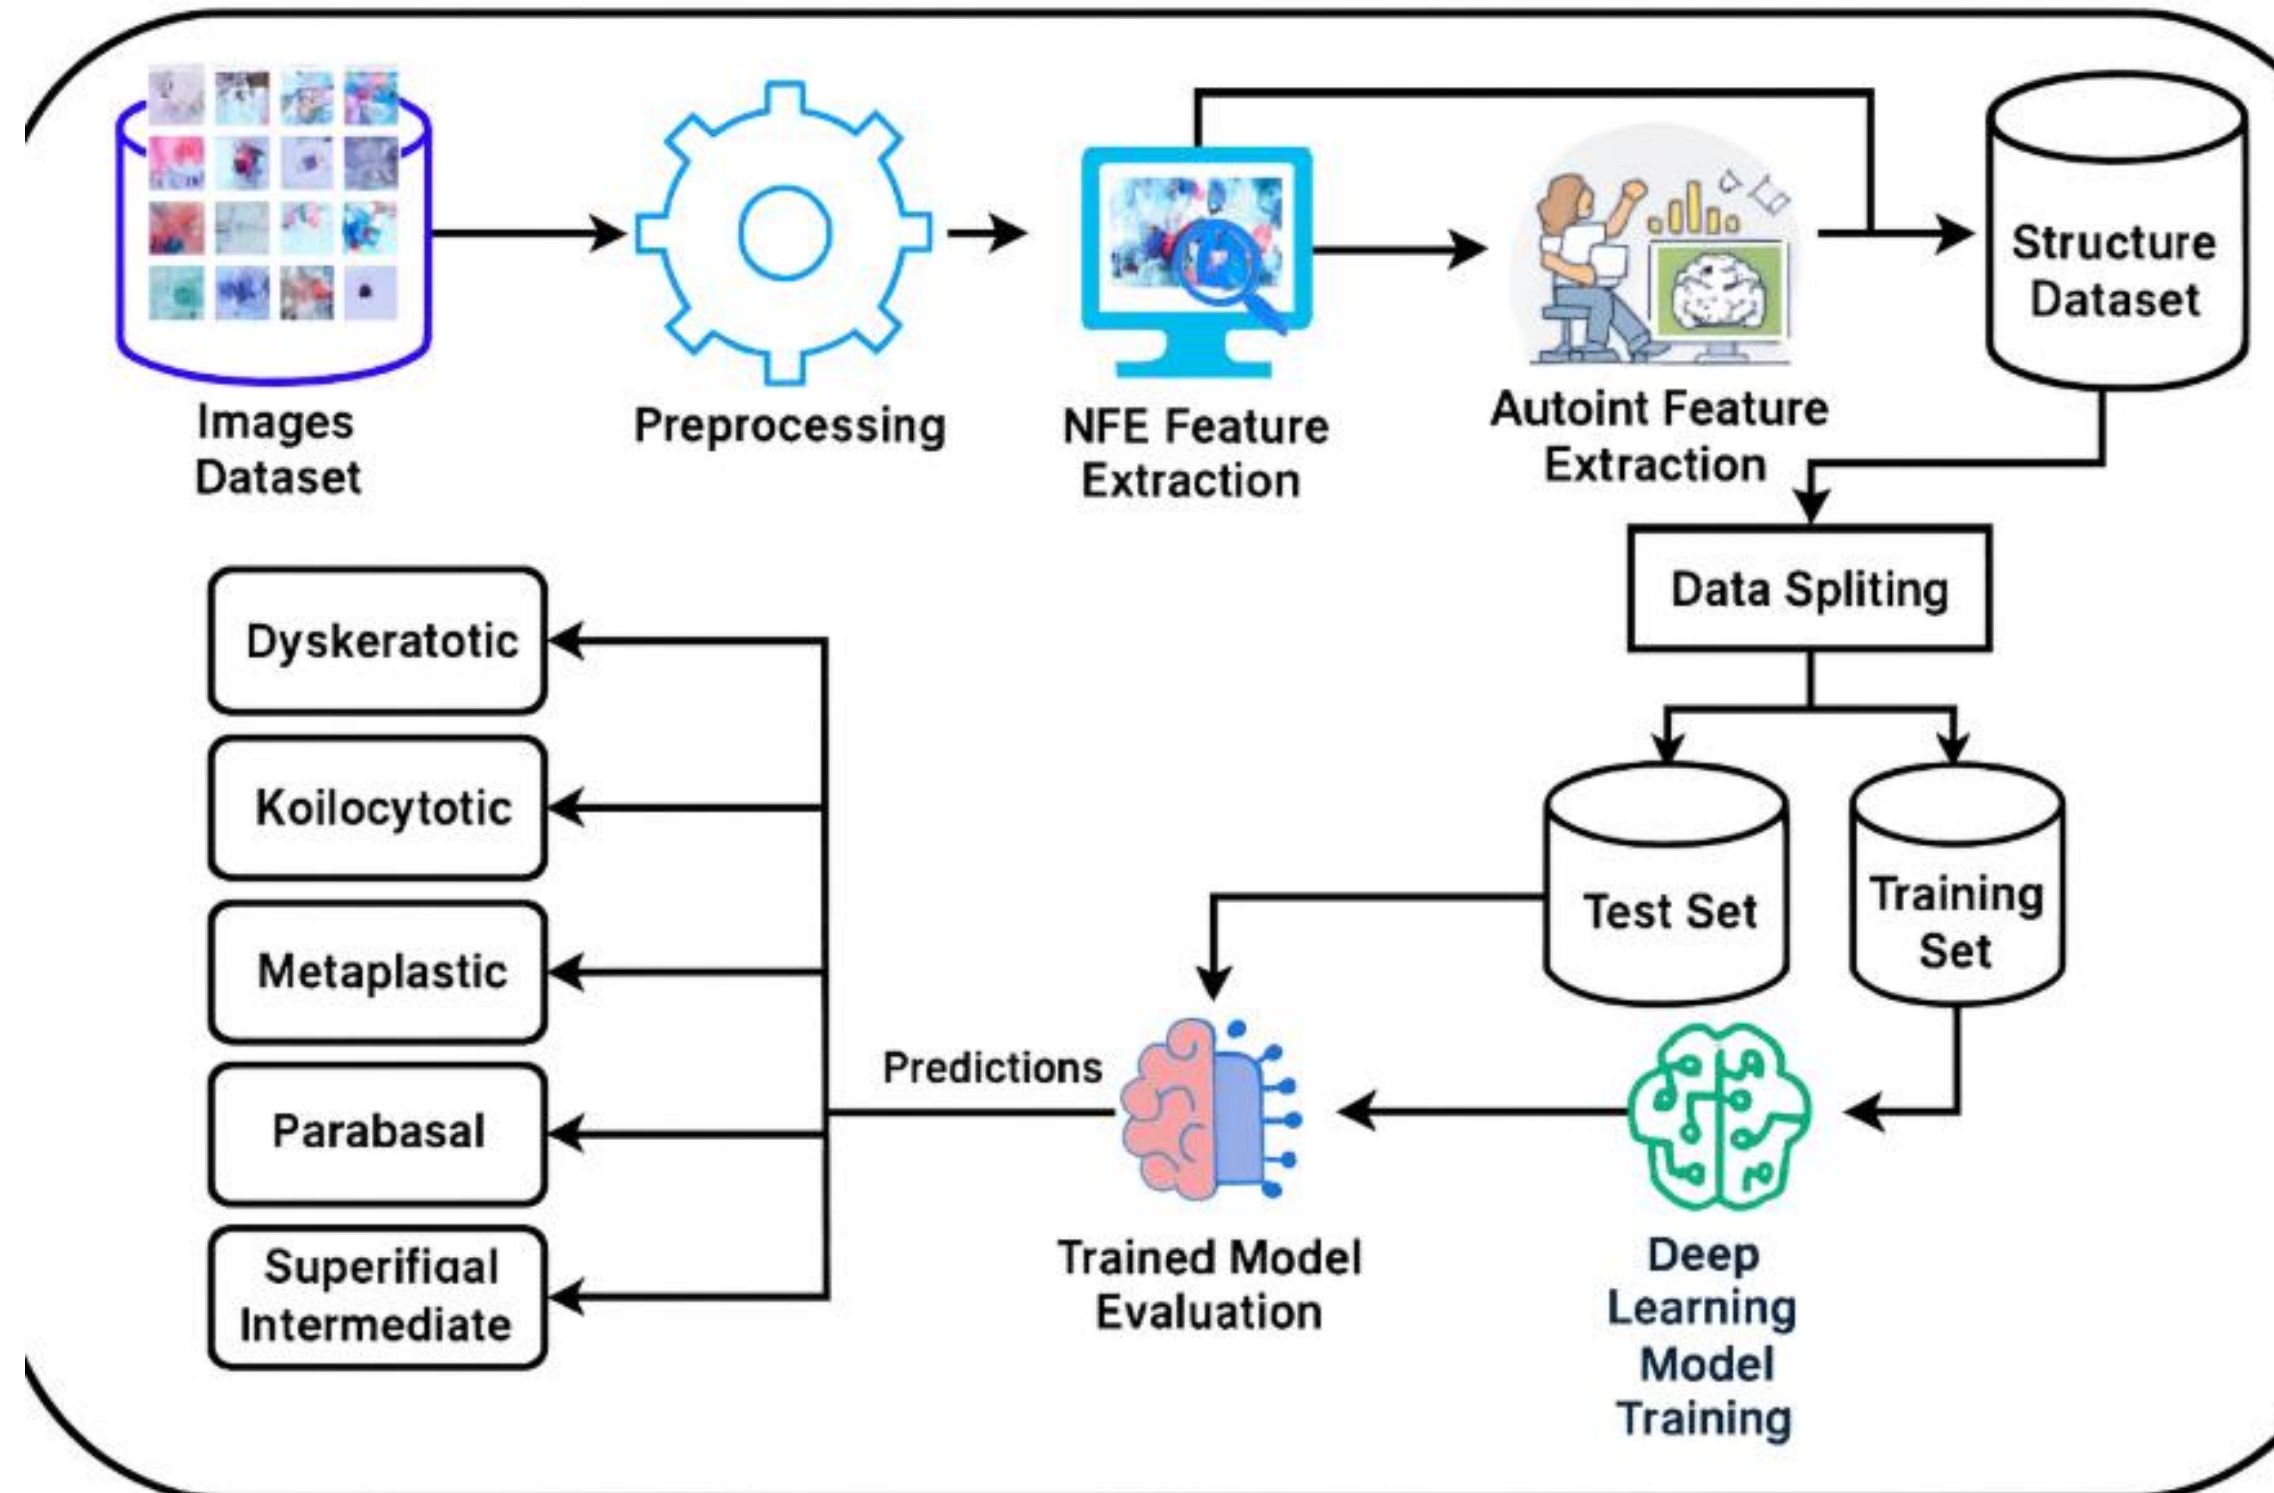 Images
Dataset
Preprocessing
NFE Feature
Extraction
Autoint Feature
Extraction
Structure
Dataset
Data Spliting
Test Set
Training
Set
Deep
Learning
Model
Training
Trained Model
Evaluation
Predictions
Dyskeratotic
Koilocytotic
Metaplastic
Parabasal
Superifiqal
Intermediate